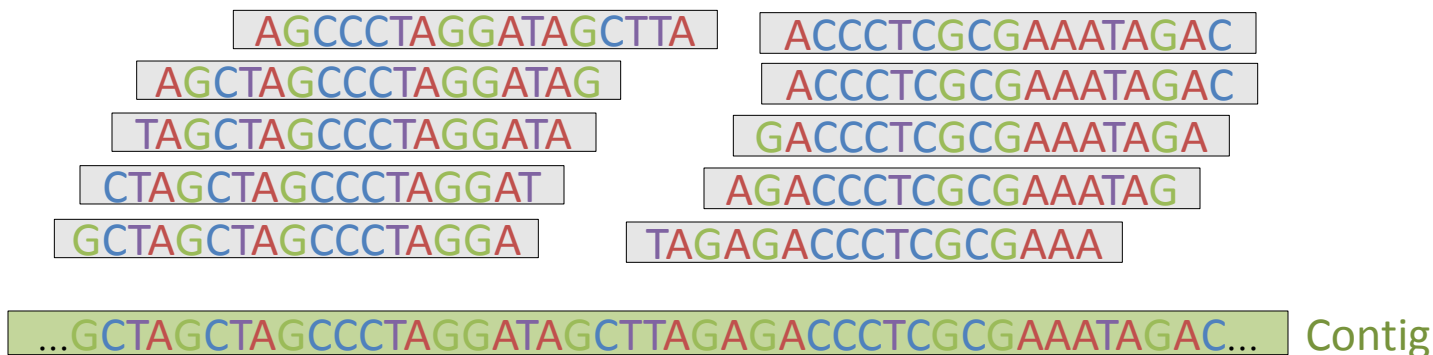 AGCCCTAGGATAGCTTA
AGCTAGCCCTAGGATAG
TAGCTAGCCCTAGGATA
CTAGCTAGCCCTAGGAT
GCTAGCTAGCCCTAGGA
ACCCTCGCGAAATAGAC
ACCCTCGCGAAATAGAC
GACCCTCGCGAAATAGA
AGACCCTCGCGAAATAG
TAGAGACCCTCGCGAAA
...GCTAGCTAGCCCTAGGATAGCTTAGAGACCCTCGCGAAATAGAC... Contig